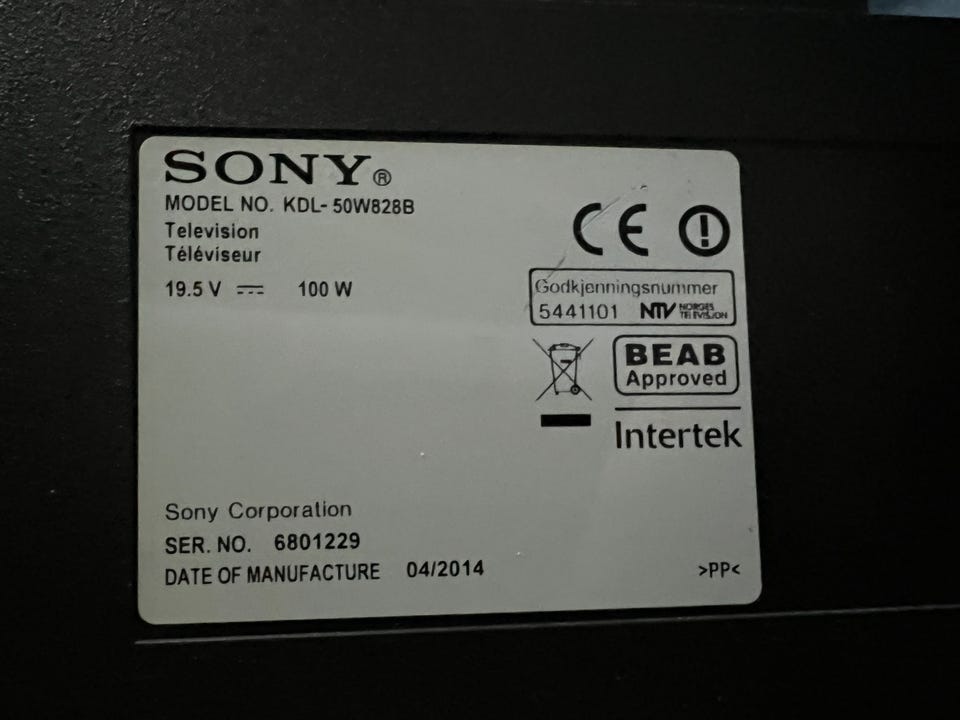 SONY®
MODEL NO. KDL-50W828B
Television
Téléviseur
19.5 V ⎓ 100 W
CE
Godkjenningsnummer
5441101 NTV NORGES TELEVISJON
BEAB
Approved
Intertek
Sony Corporation
SER. NO. 6801229
DATE OF MANUFACTURE 04/2014
>PP<